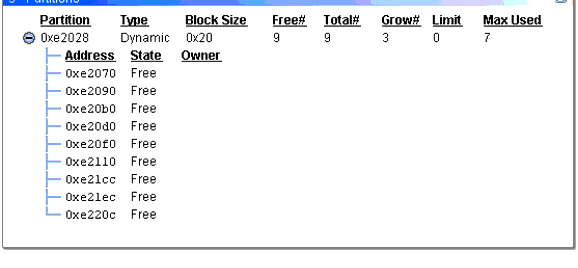 Partitions
Partition Type Block Size Free# Total# Grow# Limit Max Used
0xe2028 Dynamic 0x20 9 9 3 0 7
Address State Owner
0xe2070 Free
0xe2090 Free
0xe20b0 Free
0xe20d0 Free
0xe20f0 Free
0xe2110 Free
0xe21cc Free
0xe21ec Free
0xe220c Free